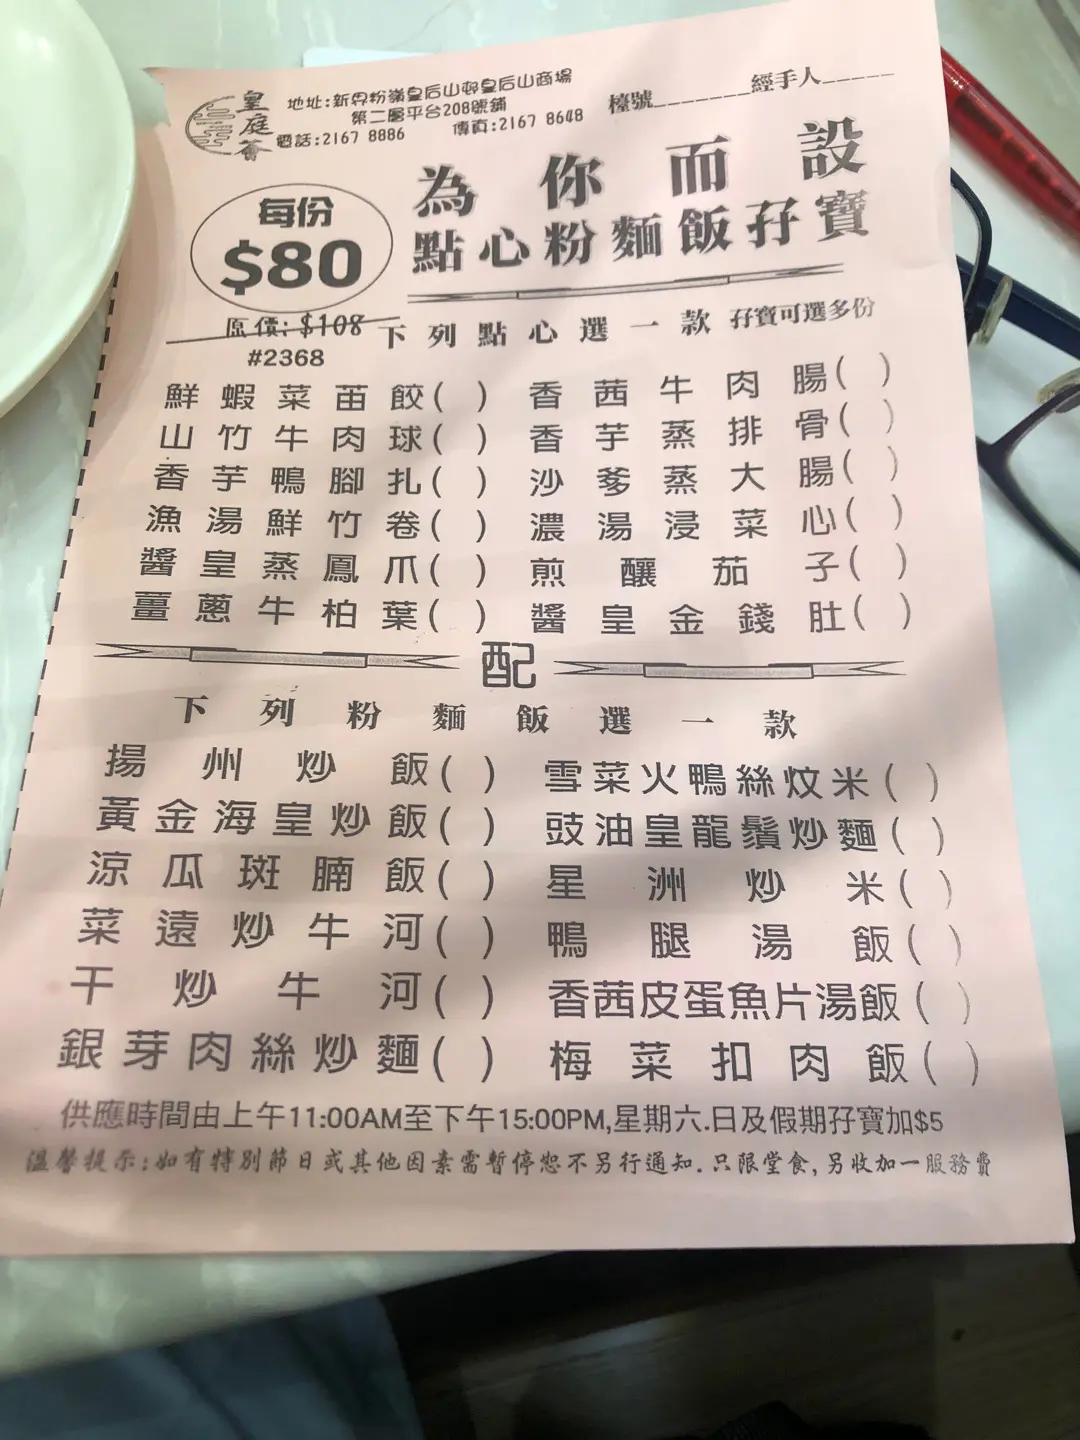 皇庭薈
地址:新界粉嶺皇后山邨皇后山商場
第二層平台208號舖
電話:2167 8886 傳真:2167 8648
檯號_______經手人_____
每份
$80
原價:$108
#2368
為你而設
點心粉麵飯孖寶
下列點心選一款 孖寶可選多份
鮮蝦菜苗餃( ) 香茜牛肉腸( )
山竹牛肉球( ) 香芋蒸排骨( )
香芋鴨腳扎( ) 沙爹蒸大腸( )
漁湯鮮竹卷( ) 濃湯浸菜心( )
醬皇蒸鳳爪( ) 煎釀茄子( )
薑蔥牛柏葉( ) 醬皇金錢肚( )
配
下列粉麵飯選一款
揚州炒飯( ) 雪菜火鴨絲炆米( )
黃金海皇炒飯( ) 豉油皇龍鬚炒麵( )
涼瓜斑腩飯( ) 星洲炒米( )
菜遠炒牛河( ) 鴨腿湯飯( )
干炒牛河( ) 香茜皮蛋魚片湯飯( )
銀芽肉絲炒麵( ) 梅菜扣肉飯( )
供應時間由上午11:00AM至下午15:00PM,星期六.日及假期孖寶加$5
溫馨提示:如有特別節日或其他因素需暫停恕不另行通知.只限堂食,另收加一服務費